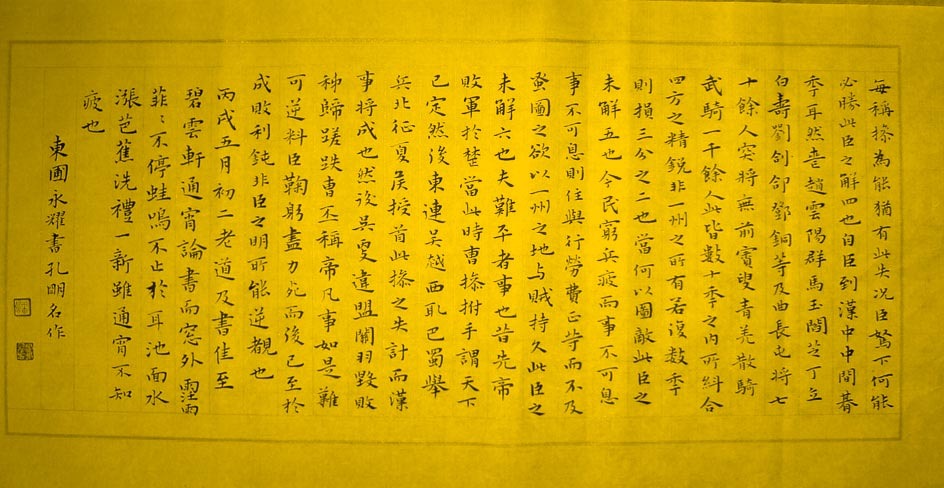 每稱操為能猶有此失況臣駑下何能
必勝此臣之解四也自臣到漢中中間朞
季耳然喪趙雲陽群馬玉閻芝丁立
白壽劉郃鄧銅等及曲長屯將七
十餘人突將無前賨叟青羌散騎
武騎一千餘人此皆數十季之內所糾合
四方之精銳非一州之所有若復數季
則損三分之二也當何以圖敵此臣之
未解五也今民窮兵疲而事不可息
事不可息則住與行勞費正等而不及
蚤圖之欲以一州之地与賊持久此臣之
未解六也夫難平者事也昔先帝
敗軍於楚當此時曹操拊手謂天下
已定然後東連吳越西取巴蜀舉
兵北征夏侯授首此操之失計而漢
事將成也然後吳更違盟關羽毀敗
秭歸蹉跌曹丕稱帝凡事如是難
可逆料臣鞠躬盡力死而後已至於
成敗利鈍非臣之明所能逆覩也
丙戌五月初二老道及書佳至
碧雲軒通宵論書而窗外雨
菲〻不停蛙鳴不止於耳池面水
漲芭蕉洗禮一新雖通宵不知
疲也
東圃永耀書孔明名作